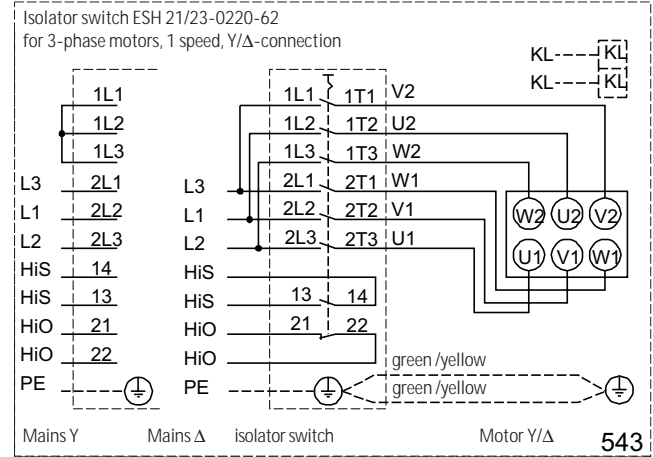 Isolator switch ESH 21/23-0220-62
for 3-phase motors, 1 speed, Y/Δ-connection
KL KL
KL KL
1L1 1L1 1T1 V2
1L2 1L2 1T2 U2
1L3 1L3 1T3 W2
L3 2L1 L3 2L1 2T1 W1
L1 2L2 L1 2L2 2T2 V1 W2 U2 V2
L2 2L3 L2 2L3 2T3 U1 U1 V1 W1
HiS 14 HiS
HiS 13 HiS 13 14
HiO 21 HiO 21 22
HiO 22 HiO
green/yellow
PE PE green/yellow
Mains Y Mains Δ isolator switch Motor Y/Δ 543